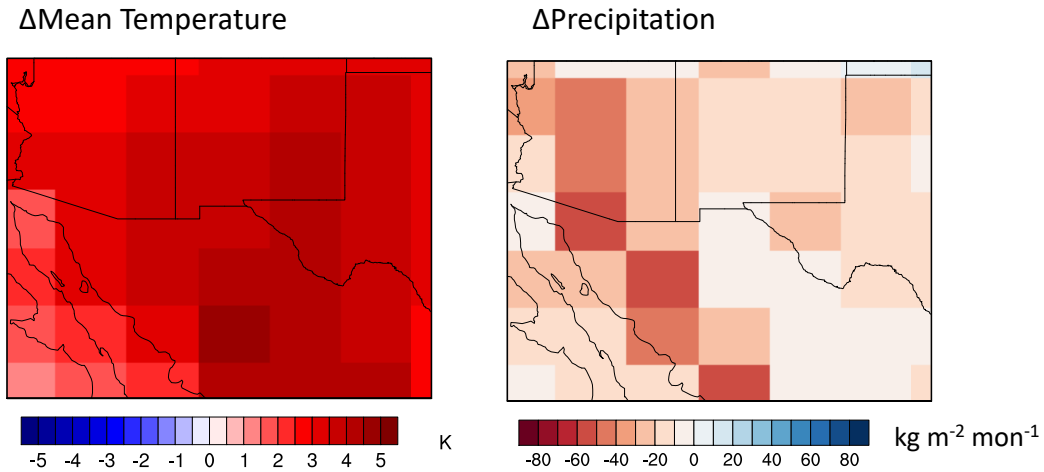 ΔMean Temperature
ΔPrecipitation
-5 -4 -3 -2 -1 0 1 2 3 4 5
K
-80 -60 -40 -20 0 20 40 60 80
kg m⁻² mon⁻¹